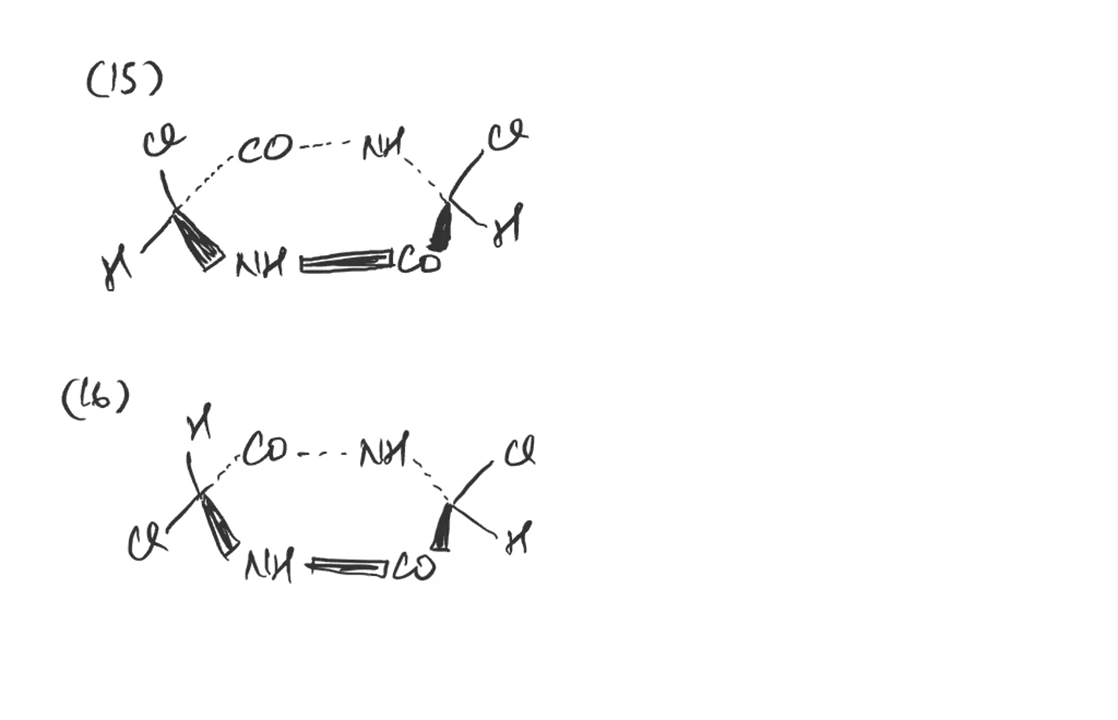 (15)
Cl CO NH Cl
H NH CO H
(16)
H CO NH Cl
Cl NH CO H